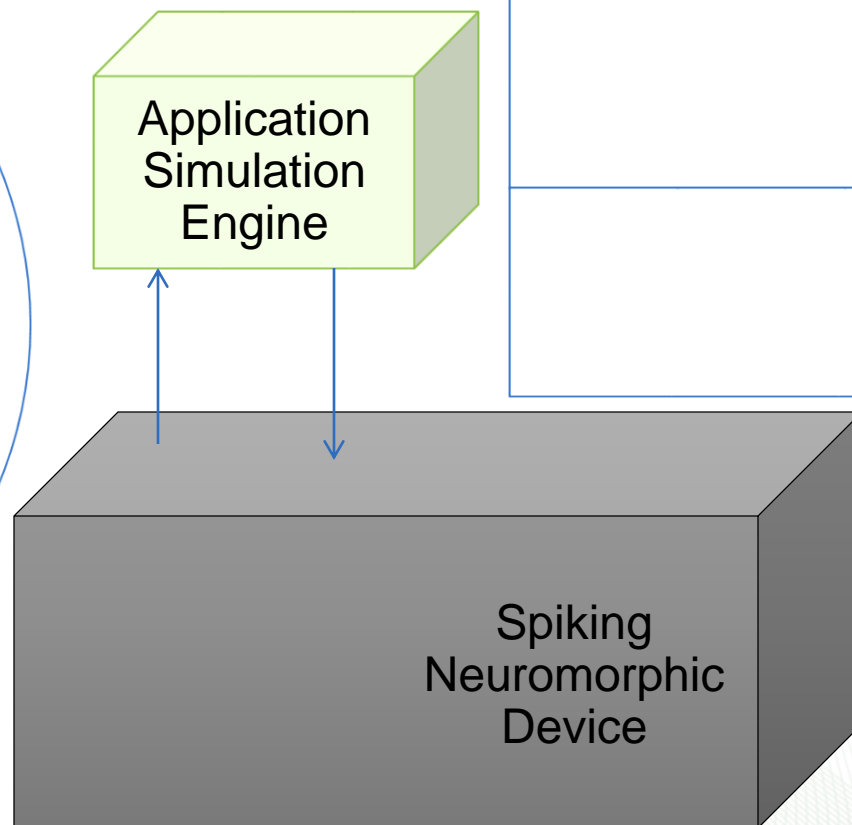 Application
Simulation
Engine
Spiking
Neuromorphic
Device